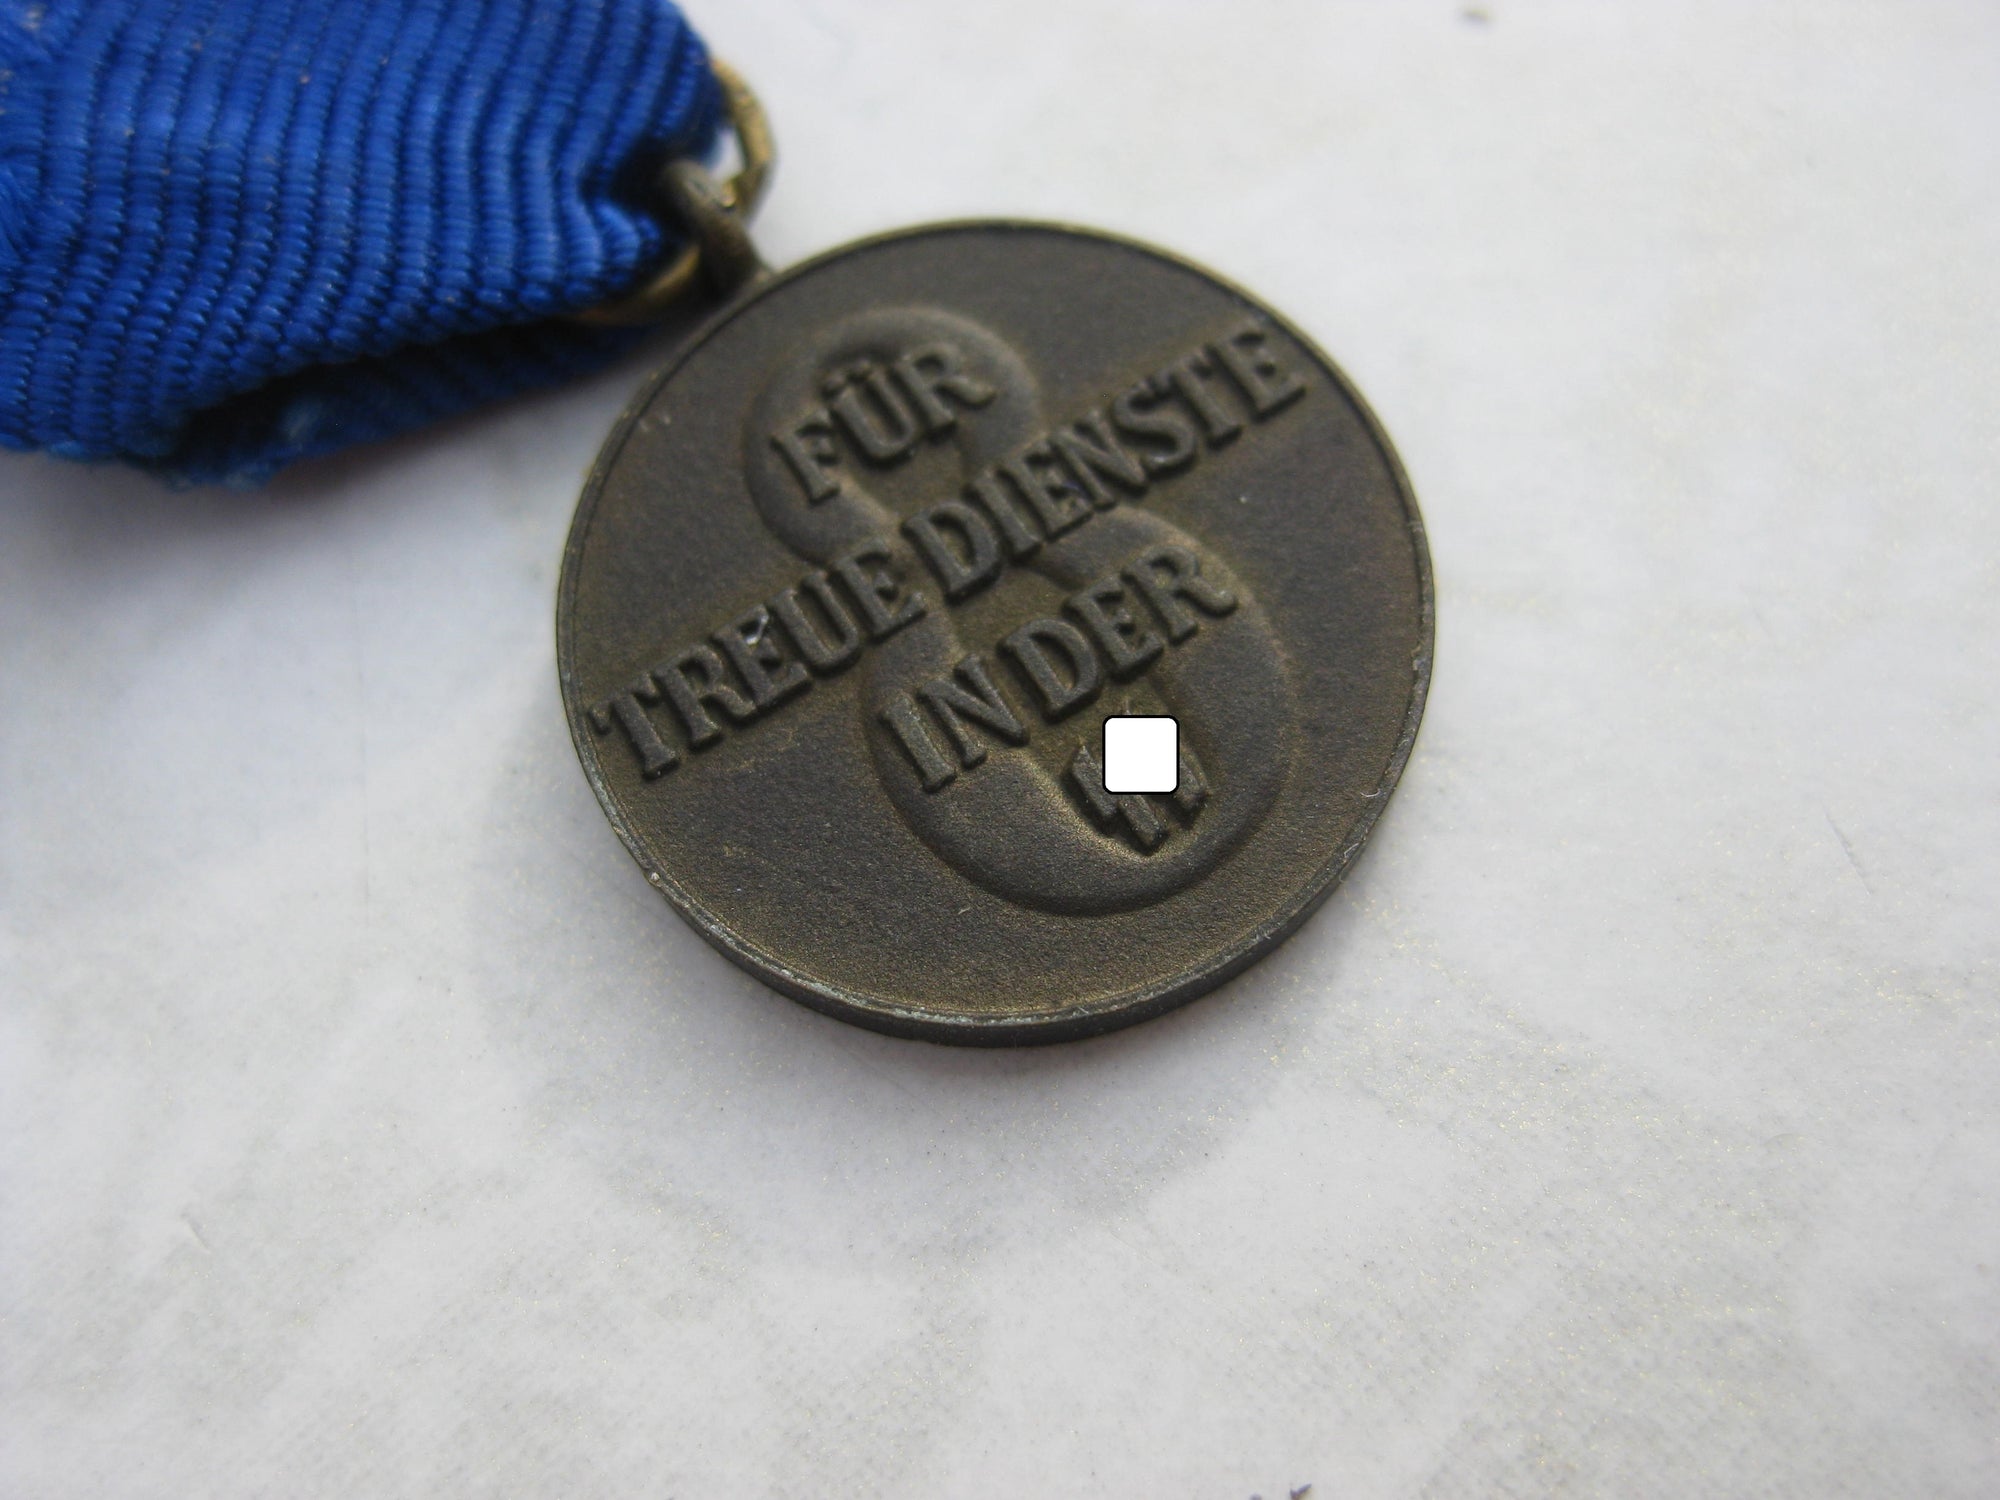 FÜR
TREUE DIENSTE
IN DER